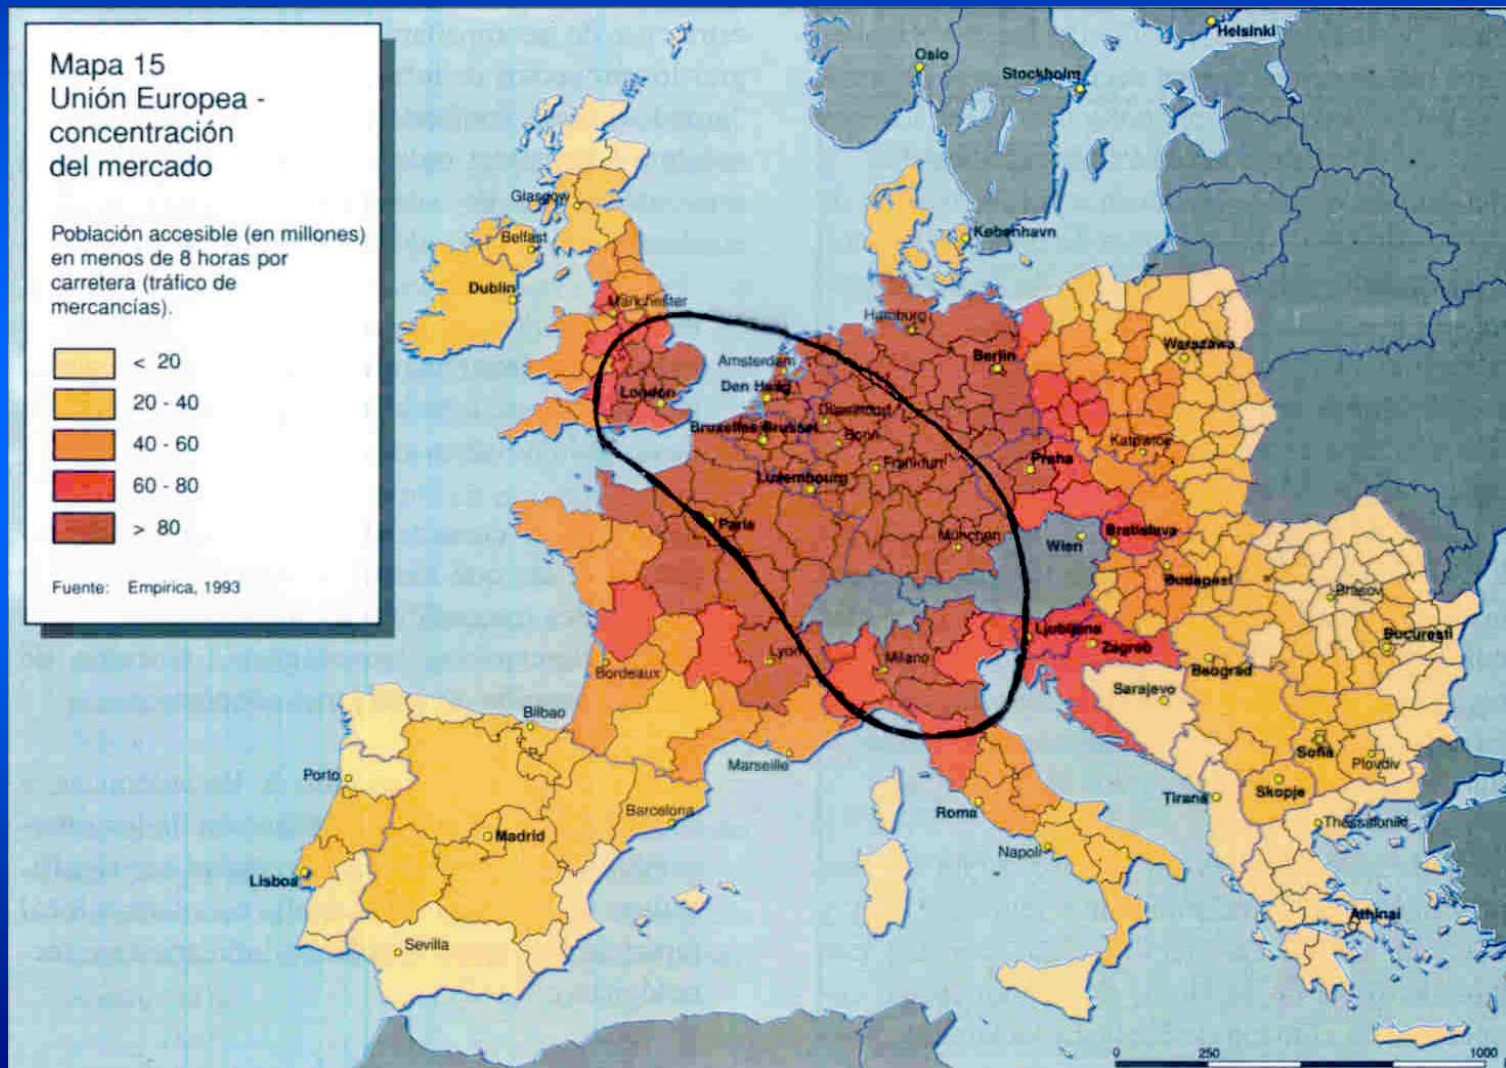 Mapa 15
Unión Europea -
concentración
del mercado
Población accesible (en millones)
en menos de 8 horas por
carretera (tráfico de
mercancías).
< 20
20 - 40
40 - 60
60 - 80
> 80
Fuente: Empirica, 1993
Helsinki
Oslo
Stockholm
Glasgow
Belfast
København
Dublin
Manchester
Hamburg
Warszawa
Berlin
Amsterdam
Den Haag
London
Düsseldorf
Bruxelles/Brussel
Bonn
Katowice
Praha
Frankfurt
Luxembourg
Paris
München
Wien
Bratislava
Budapest
Brasov
Ljubljana
Bucuresti
Zagreb
Lyon
Milano
Bordeaux
Beograd
Sarajevo
Bilbao
Sofia
Plovdiv
Marseille
Porto
Skopje
Tirana
Barcelona
Roma
Thessaloniki
Madrid
Napoli
Lisboa
Athinai
Sevilla
0 250 1000